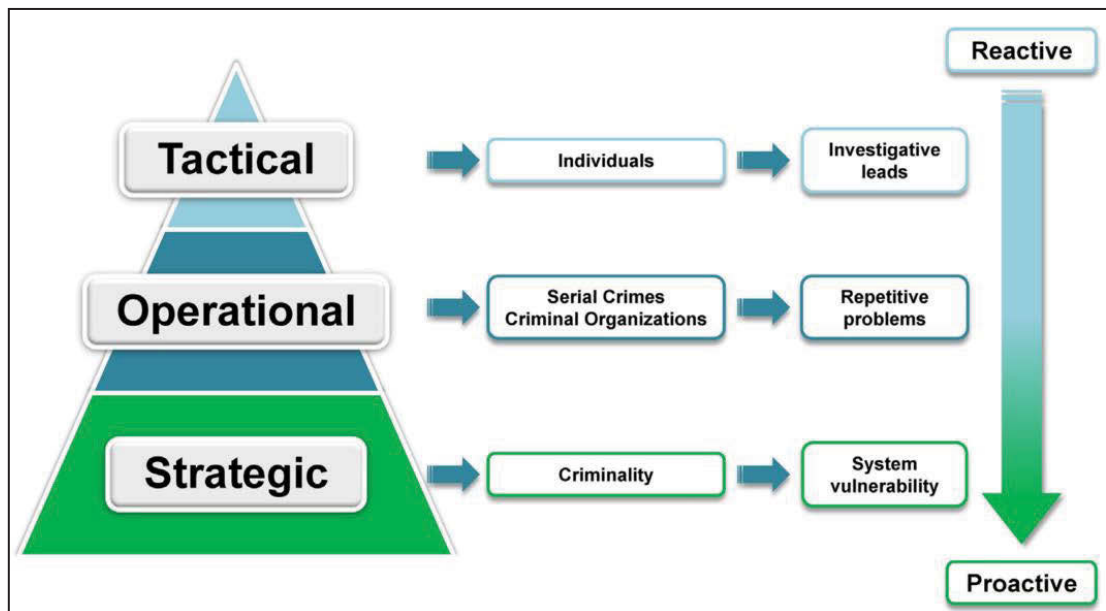 Reactive
Tactical
Individuals
Investigative
leads
Operational
Serial Crimes
Criminal Organizations
Repetitive
problems
Strategic
Criminality
System
vulnerability
Proactive